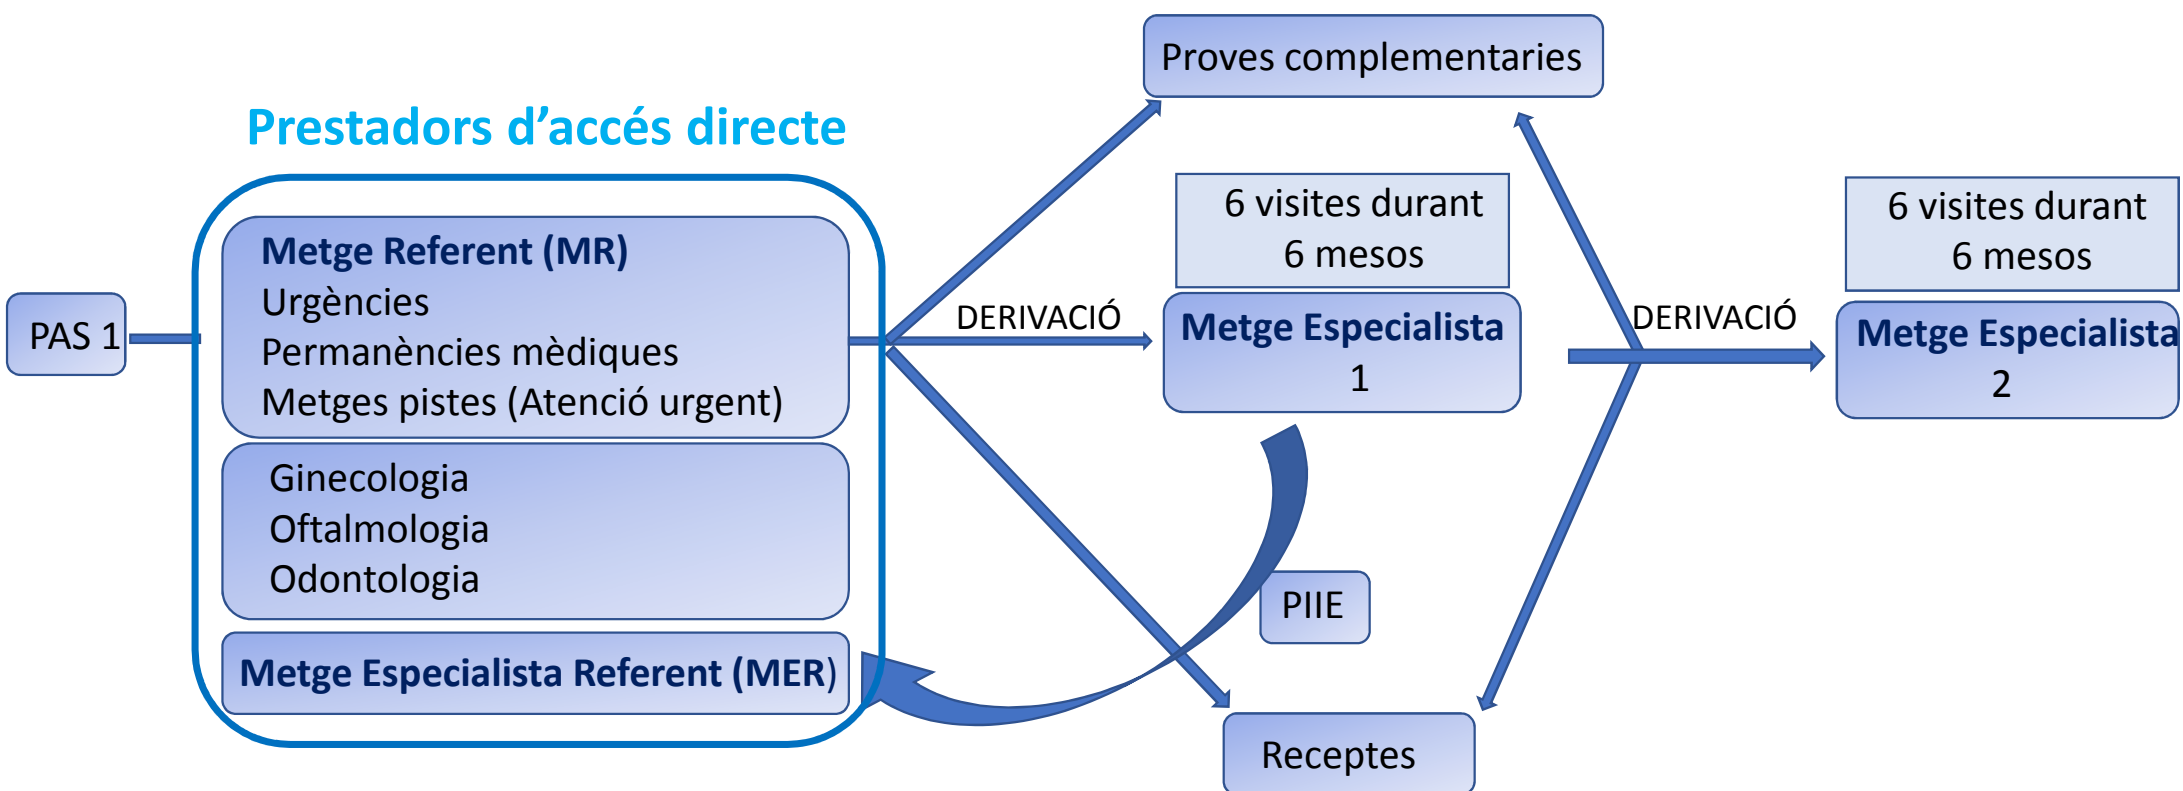 Proves complementaries
Prestadors d’accés directe
PAS 1
Metge Referent (MR)
Urgències
Permanències mèdiques
Metges pistes (Atenció urgent)
Ginecologia
Oftalmologia
Odontologia
Metge Especialista Referent (MER)
DERIVACIÓ
6 visites durant
6 mesos
Metge Especialista
1
PIIE
Receptes
DERIVACIÓ
6 visites durant
6 mesos
Metge Especialista
2